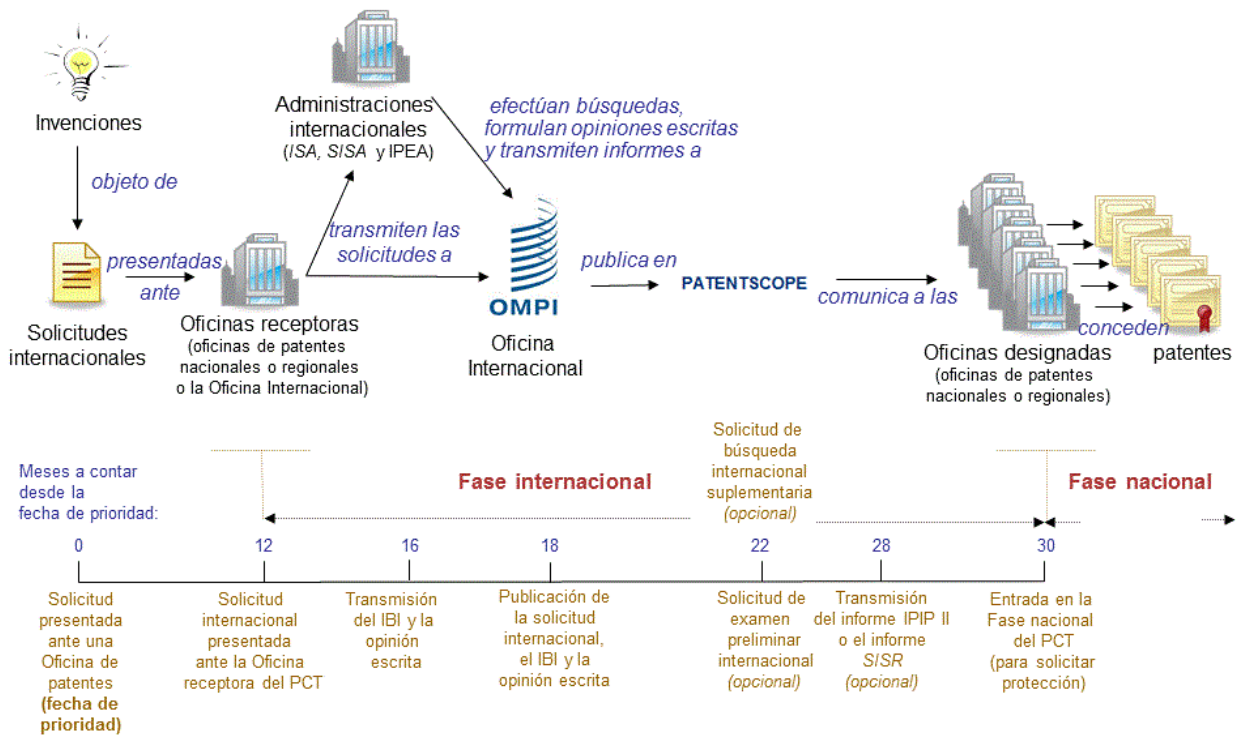 Invenciones
objeto de
Solicitudes
internacionales
presentadas
ante
Oficinas receptoras
(oficinas de patentes
nacionales o regionales
o la Oficina Internacional)
Administraciones
internacionales
(ISA, SISA y IPEA)
transmiten las
solicitudes a
efectúan búsquedas,
formulan opiniones escritas
y transmiten informes a
OMPI
Oficina
Internacional
publica en
PATENTSCOPE
comunica a las
Oficinas designadas
(oficinas de patentes
nacionales o regionales)
conceden
patentes
Meses a contar
desde la
fecha de prioridad:
Fase internacional
Solicitud de
búsqueda
internacional
suplementaria
(opcional)
Fase nacional
0
12
16
18
22
28
30
Solicitud
presentada
ante una
Oficina de
patentes
(fecha de
prioridad)
Solicitud
internacional
presentada
ante la Oficina
receptora del PCT
Transmisión
del IBI y la
opinión
escrita
Publicación de
la solicitud
internacional,
el IBI y la
opinión escrita
Solicitud de
examen
preliminar
internacional
(opcional)
Transmisión
del informe IPIP II
o el informe
SISR
(opcional)
Entrada en la
Fase nacional
del PCT
(para solicitar
protección)